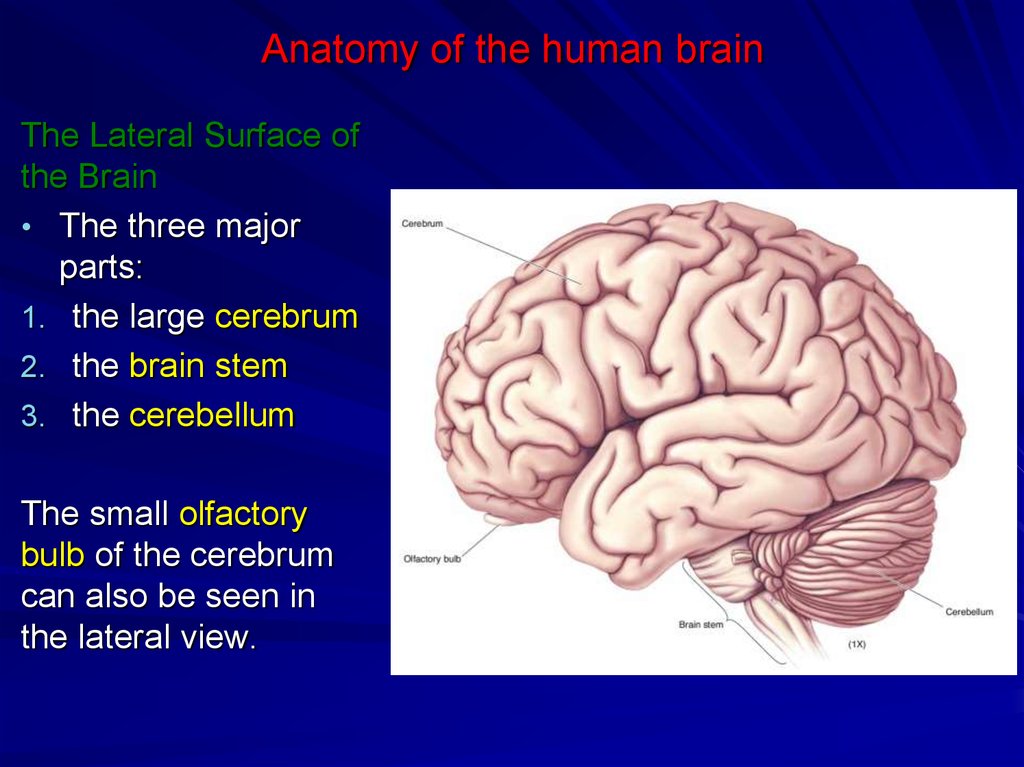 Anatomy of the human brain
The Lateral Surface of
the Brain
• The three major
parts:
1. the large cerebrum
2. the brain stem
3. the cerebellum
The small olfactory
bulb of the cerebrum
can also be seen in
the lateral view.
Cerebrum
Olfactory bulb
Brain stem
Cerebellum
(1X)